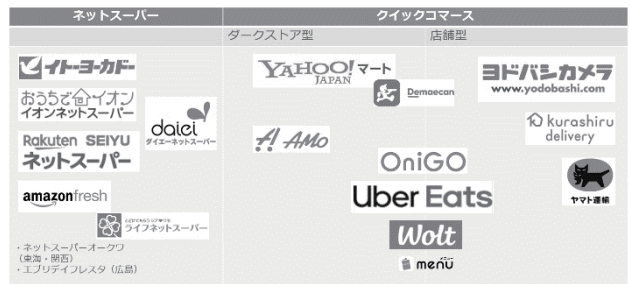 ネットスーパー
クイックコマース
ダークストア型
店舗型
イトーヨーカドー
おうちでイオン
イオンネットスーパー
daiei
ダイエーネットスーパー
Rakuten SEIYU
ネットスーパー
amazonfresh
ライフネットスーパー
・ネットスーパーオークワ
(東海・関西)
・エブリデイフレスタ(広島)
YAHOO!マート
JAPAN
Demaecan
AMo
OniGO
Uber Eats
Wolt
menu
ヨドバシカメラ
www.yodobashi.com
kurashiru
delivery
ヤマト運輸